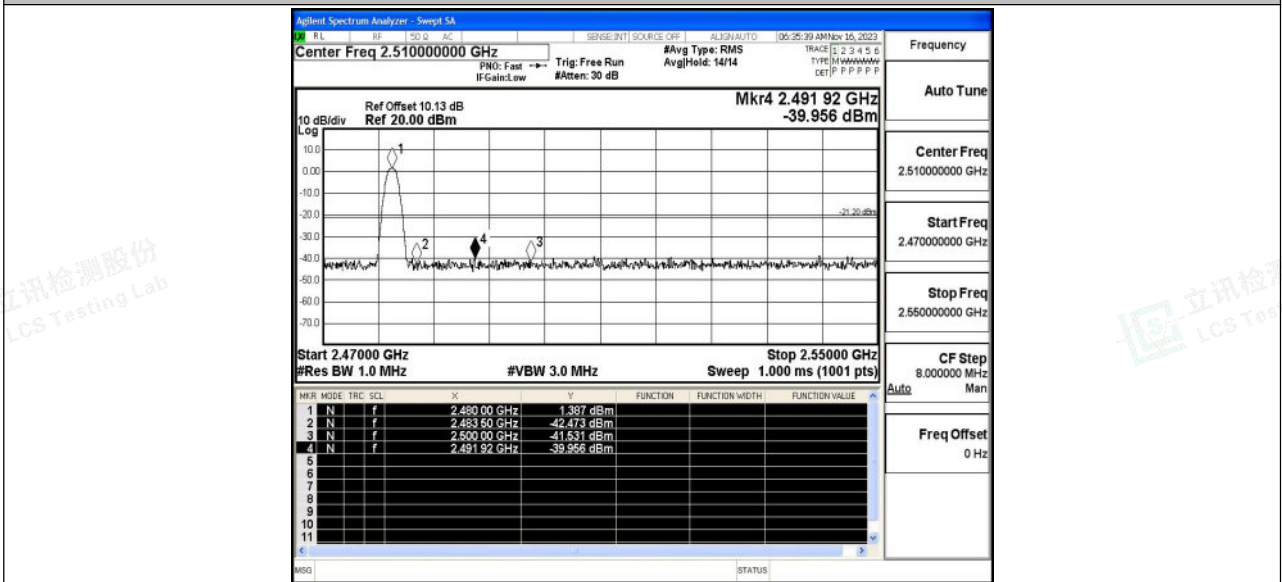 Agilent Spectrum Analyzer - Swept SA
RL RF 50 Ω AC SENSE:INT SOURCE OFF ALIGNAUTO 06:35:39 AM Nov 16, 2023
Center Freq 2.510000000 GHz
PNO: Fast
IFGain:Low
Trig: Free Run
#Atten: 30 dB
#Avg Type: RMS
Avg|Hold: 14/14
TRACE 1 2 3 4 5 6
TYPE M WWWWW
DET P P P P P P
Ref Offset 10.13 dB
10 dB/div Ref 20.00 dBm
Log
Mkr4 2.491 92 GHz
-39.956 dBm
10.0
0.00
-10.0
-20.0
-30.0
-40.0
-50.0
-60.0
-70.0
1
2
4
3
-21.20 dBm
Start 2.47000 GHz Stop 2.55000 GHz
#Res BW 1.0 MHz #VBW 3.0 MHz Sweep 1.000 ms (1001 pts)
MKR MODE TRC SCL X Y FUNCTION FUNCTION WIDTH FUNCTION VALUE
1 N f 2.480 00 GHz 1.387 dBm
2 N f 2.483 50 GHz -42.473 dBm
3 N f 2.500 00 GHz -41.531 dBm
4 N f 2.491 92 GHz -39.956 dBm
5
6
7
8
9
10
11
MSG STATUS
Frequency
Auto Tune
Center Freq
2.510000000 GHz
Start Freq
2.470000000 GHz
Stop Freq
2.550000000 GHz
CF Step
8.000000 MHz
Auto Man
Freq Offset
0 Hz
立讯检测股份
LCS Testing Lab
立讯检测
LCS Tes